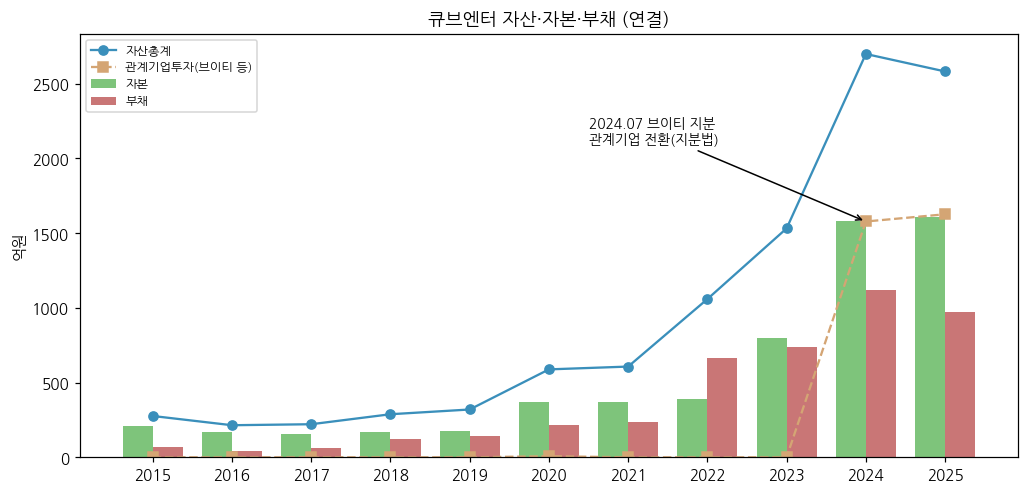 큐브엔터 자산·자본·부채 (연결)
자산총계
관계기업투자(브이티 등)
자본
부채
2024.07 브이티 지분
관계기업 전환(지분법)
억원
2500
2000
1500
1000
500
0
2015 2016 2017 2018 2019 2020 2021 2022 2023 2024 2025